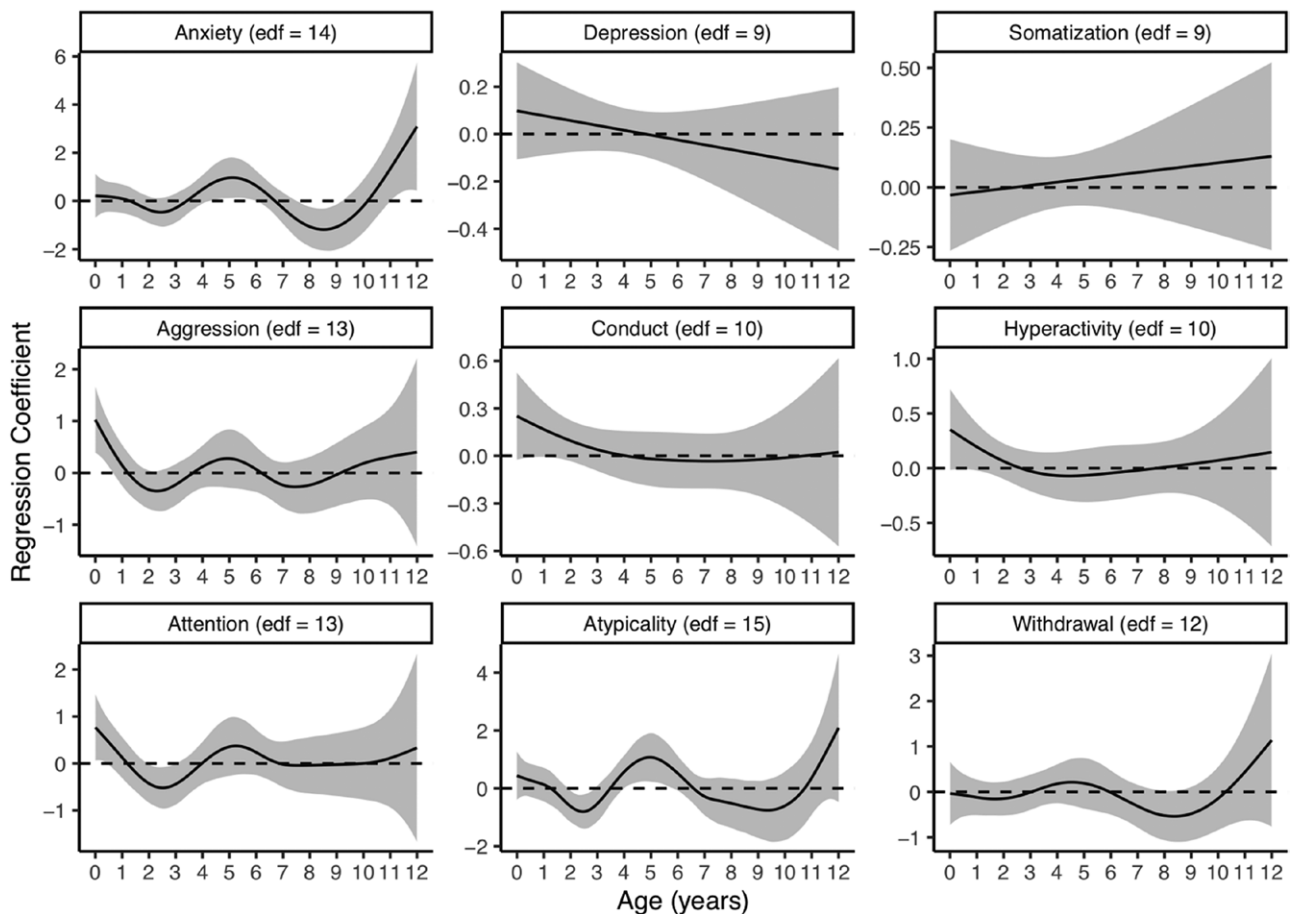 Anxiety (edf = 14)
Depression (edf = 9)
Somatization (edf = 9)
6
4
2
0
−2
0.2
0.0
−0.2
−0.4
0.50
0.25
0.00
−0.25
0 1 2 3 4 5 6 7 8 9 10 11 12
0 1 2 3 4 5 6 7 8 9 10 11 12
0 1 2 3 4 5 6 7 8 9 10 11 12
Regression Coefficient
Aggression (edf = 13)
Conduct (edf = 10)
Hyperactivity (edf = 10)
2
1
0
−1
0.6
0.3
0.0
−0.3
−0.6
1.0
0.5
0.0
−0.5
0 1 2 3 4 5 6 7 8 9 10 11 12
0 1 2 3 4 5 6 7 8 9 10 11 12
0 1 2 3 4 5 6 7 8 9 10 11 12
Attention (edf = 13)
Atypicality (edf = 15)
Withdrawal (edf = 12)
2
1
0
−1
4
2
0
−2
3
2
1
0
−1
0 1 2 3 4 5 6 7 8 9 10 11 12
0 1 2 3 4 5 6 7 8 9 10 11 12
0 1 2 3 4 5 6 7 8 9 10 11 12
Age (years)